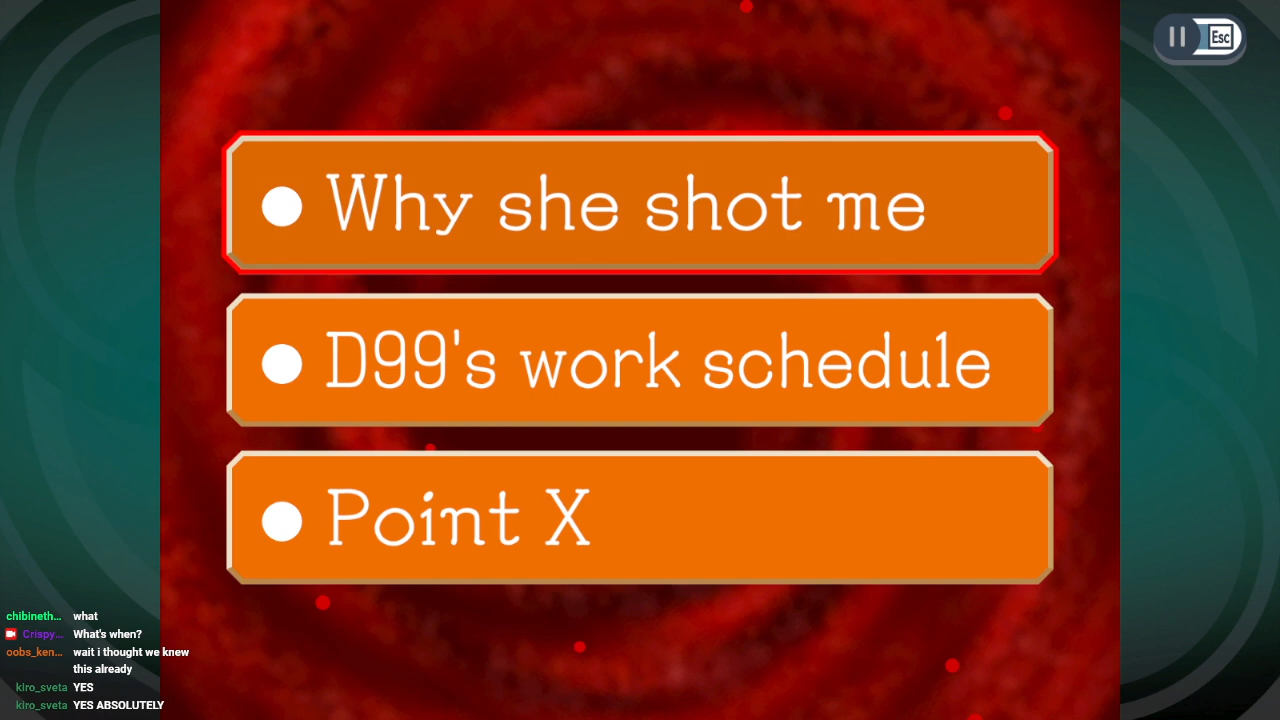 Esc
Why she shot me
D99's work schedule
Point X
chibineth... what
Crispy... What's when?
oobs_ken... wait i thought we knew
this already
kiro_sveta YES
kiro_sveta YES ABSOLUTELY